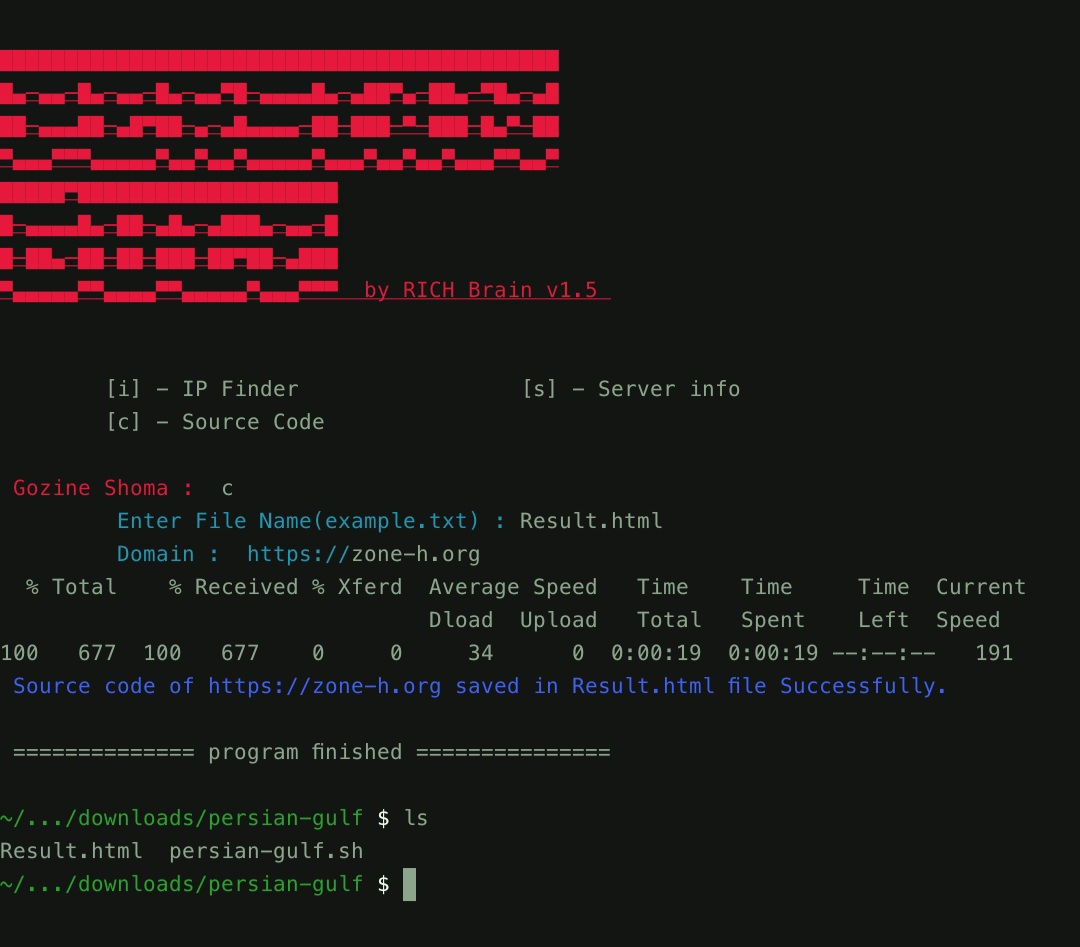 by RICH Brain v1.5
[i] - IP Finder [s] - Server info
[c] - Source Code
Gozine Shoma : c
Enter File Name(example.txt) : Result.html
Domain : https://zone-h.org
% Total % Received % Xferd Average Speed Time Time Time Current
Dload Upload Total Spent Left Speed
100 677 100 677 0 0 34 0 0:00:19 0:00:19 --:--:-- 191
Source code of https://zone-h.org saved in Result.html file Successfully.
============== program finished ===============
~/.../downloads/persian-gulf $ ls
Result.html persian-gulf.sh
~/.../downloads/persian-gulf $